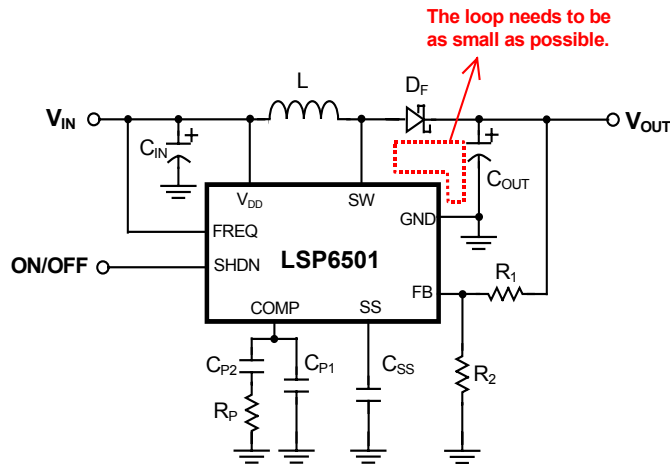 The loop needs to be
as small as possible.
L
DF
VIN
VOUT
CIN
COUT
VDD
SW
GND
FREQ
ON/OFF
SHDN
LSP6501
R1
FB
COMP
SS
CP2
CP1
CSS
R2
RP